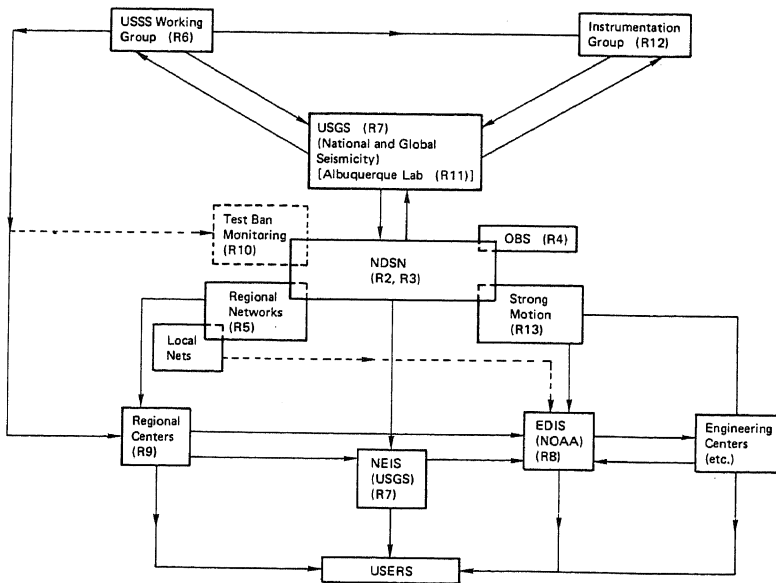 USSS Working
Group (R6)
Instrumentation
Group (R12)
USGS (R7)
(National and Global
Seismicity)
[Albuquerque Lab (R11)]
Test Ban
Monitoring
(R10)
OBS (R4)
NDSN
(R2, R3)
Regional
Networks
(R5)
Strong
Motion
(R13)
Local
Nets
Regional
Centers
(R9)
EDIS
(NOAA)
(R8)
Engineering
Centers
(etc.)
NEIS
(USGS)
(R7)
USERS